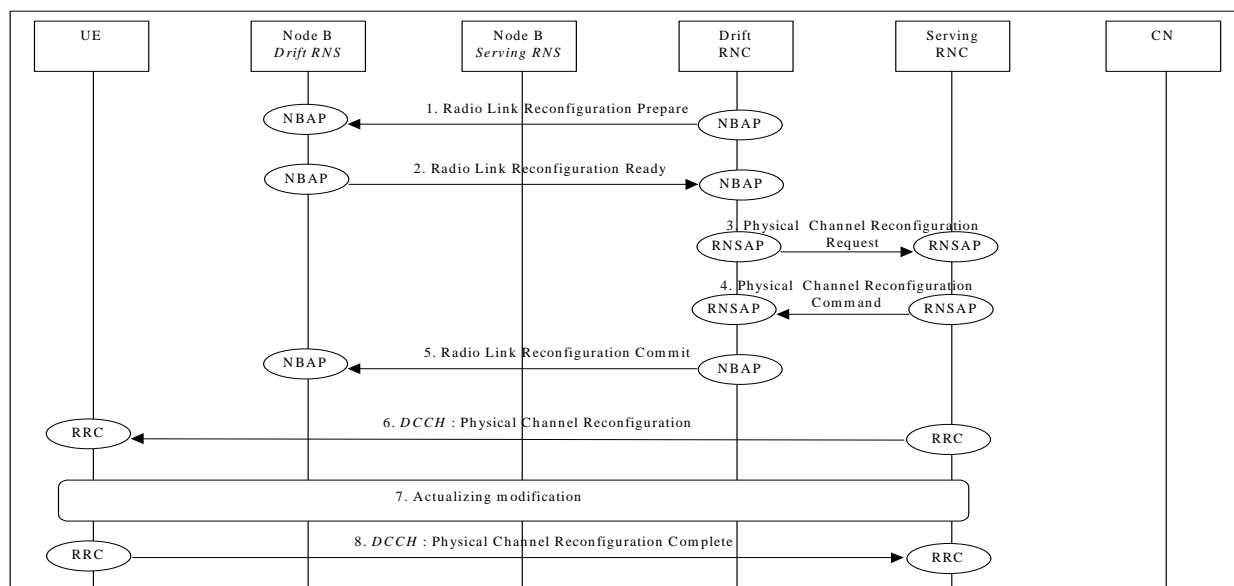 UE
Node B
Drift RNS
Node B
Serving RNS
Drift
RNC
Serving
RNC
CN
1. Radio Link Reconfiguration Prepare
NBAP
NBAP
2. Radio Link Reconfiguration Ready
NBAP
NBAP
3. Physical Channel Reconfiguration
Request
RNSAP
RNSAP
4. Physical Channel Reconfiguration
Command
RNSAP
RNSAP
5. Radio Link Reconfiguration Commit
NBAP
NBAP
6. DCCH : Physical Channel Reconfiguration
RRC
RRC
7. Actualizing modification
8. DCCH : Physical Channel Reconfiguration Complete
RRC
RRC